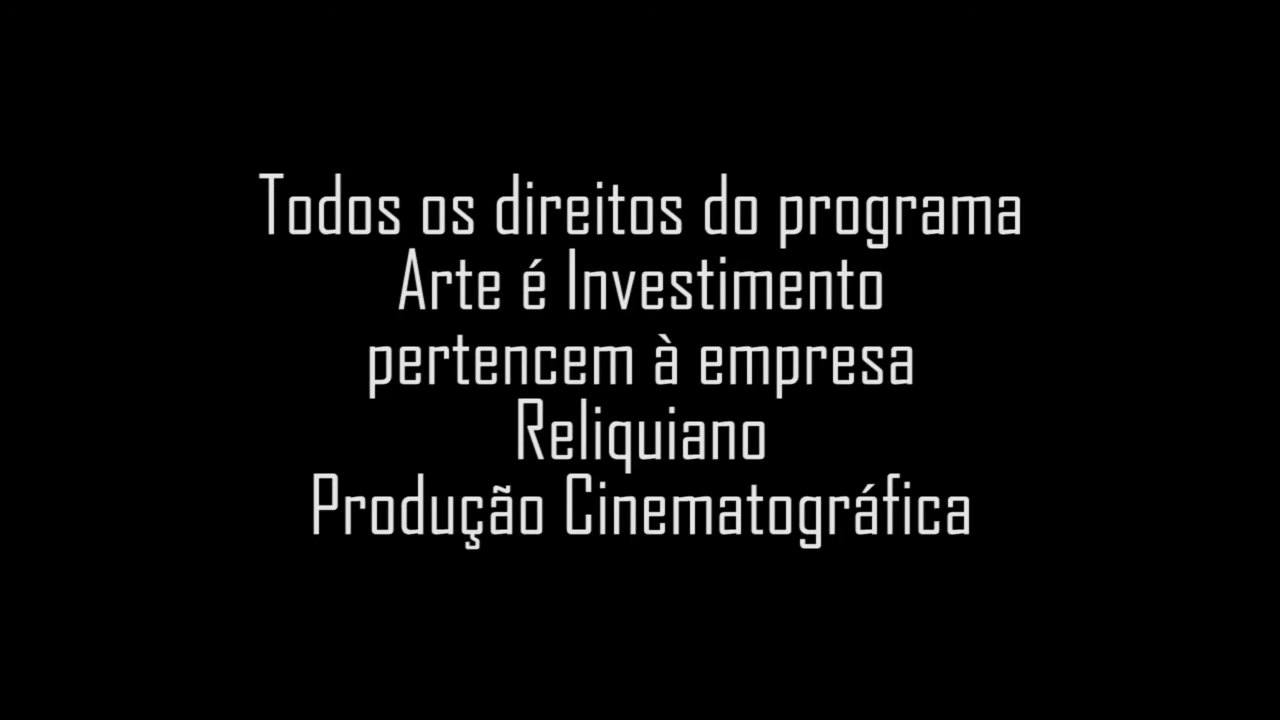 Todos os direitos do programa
Arte é Investimento
pertencem à empresa
Reliquiano
Produção Cinematográfica